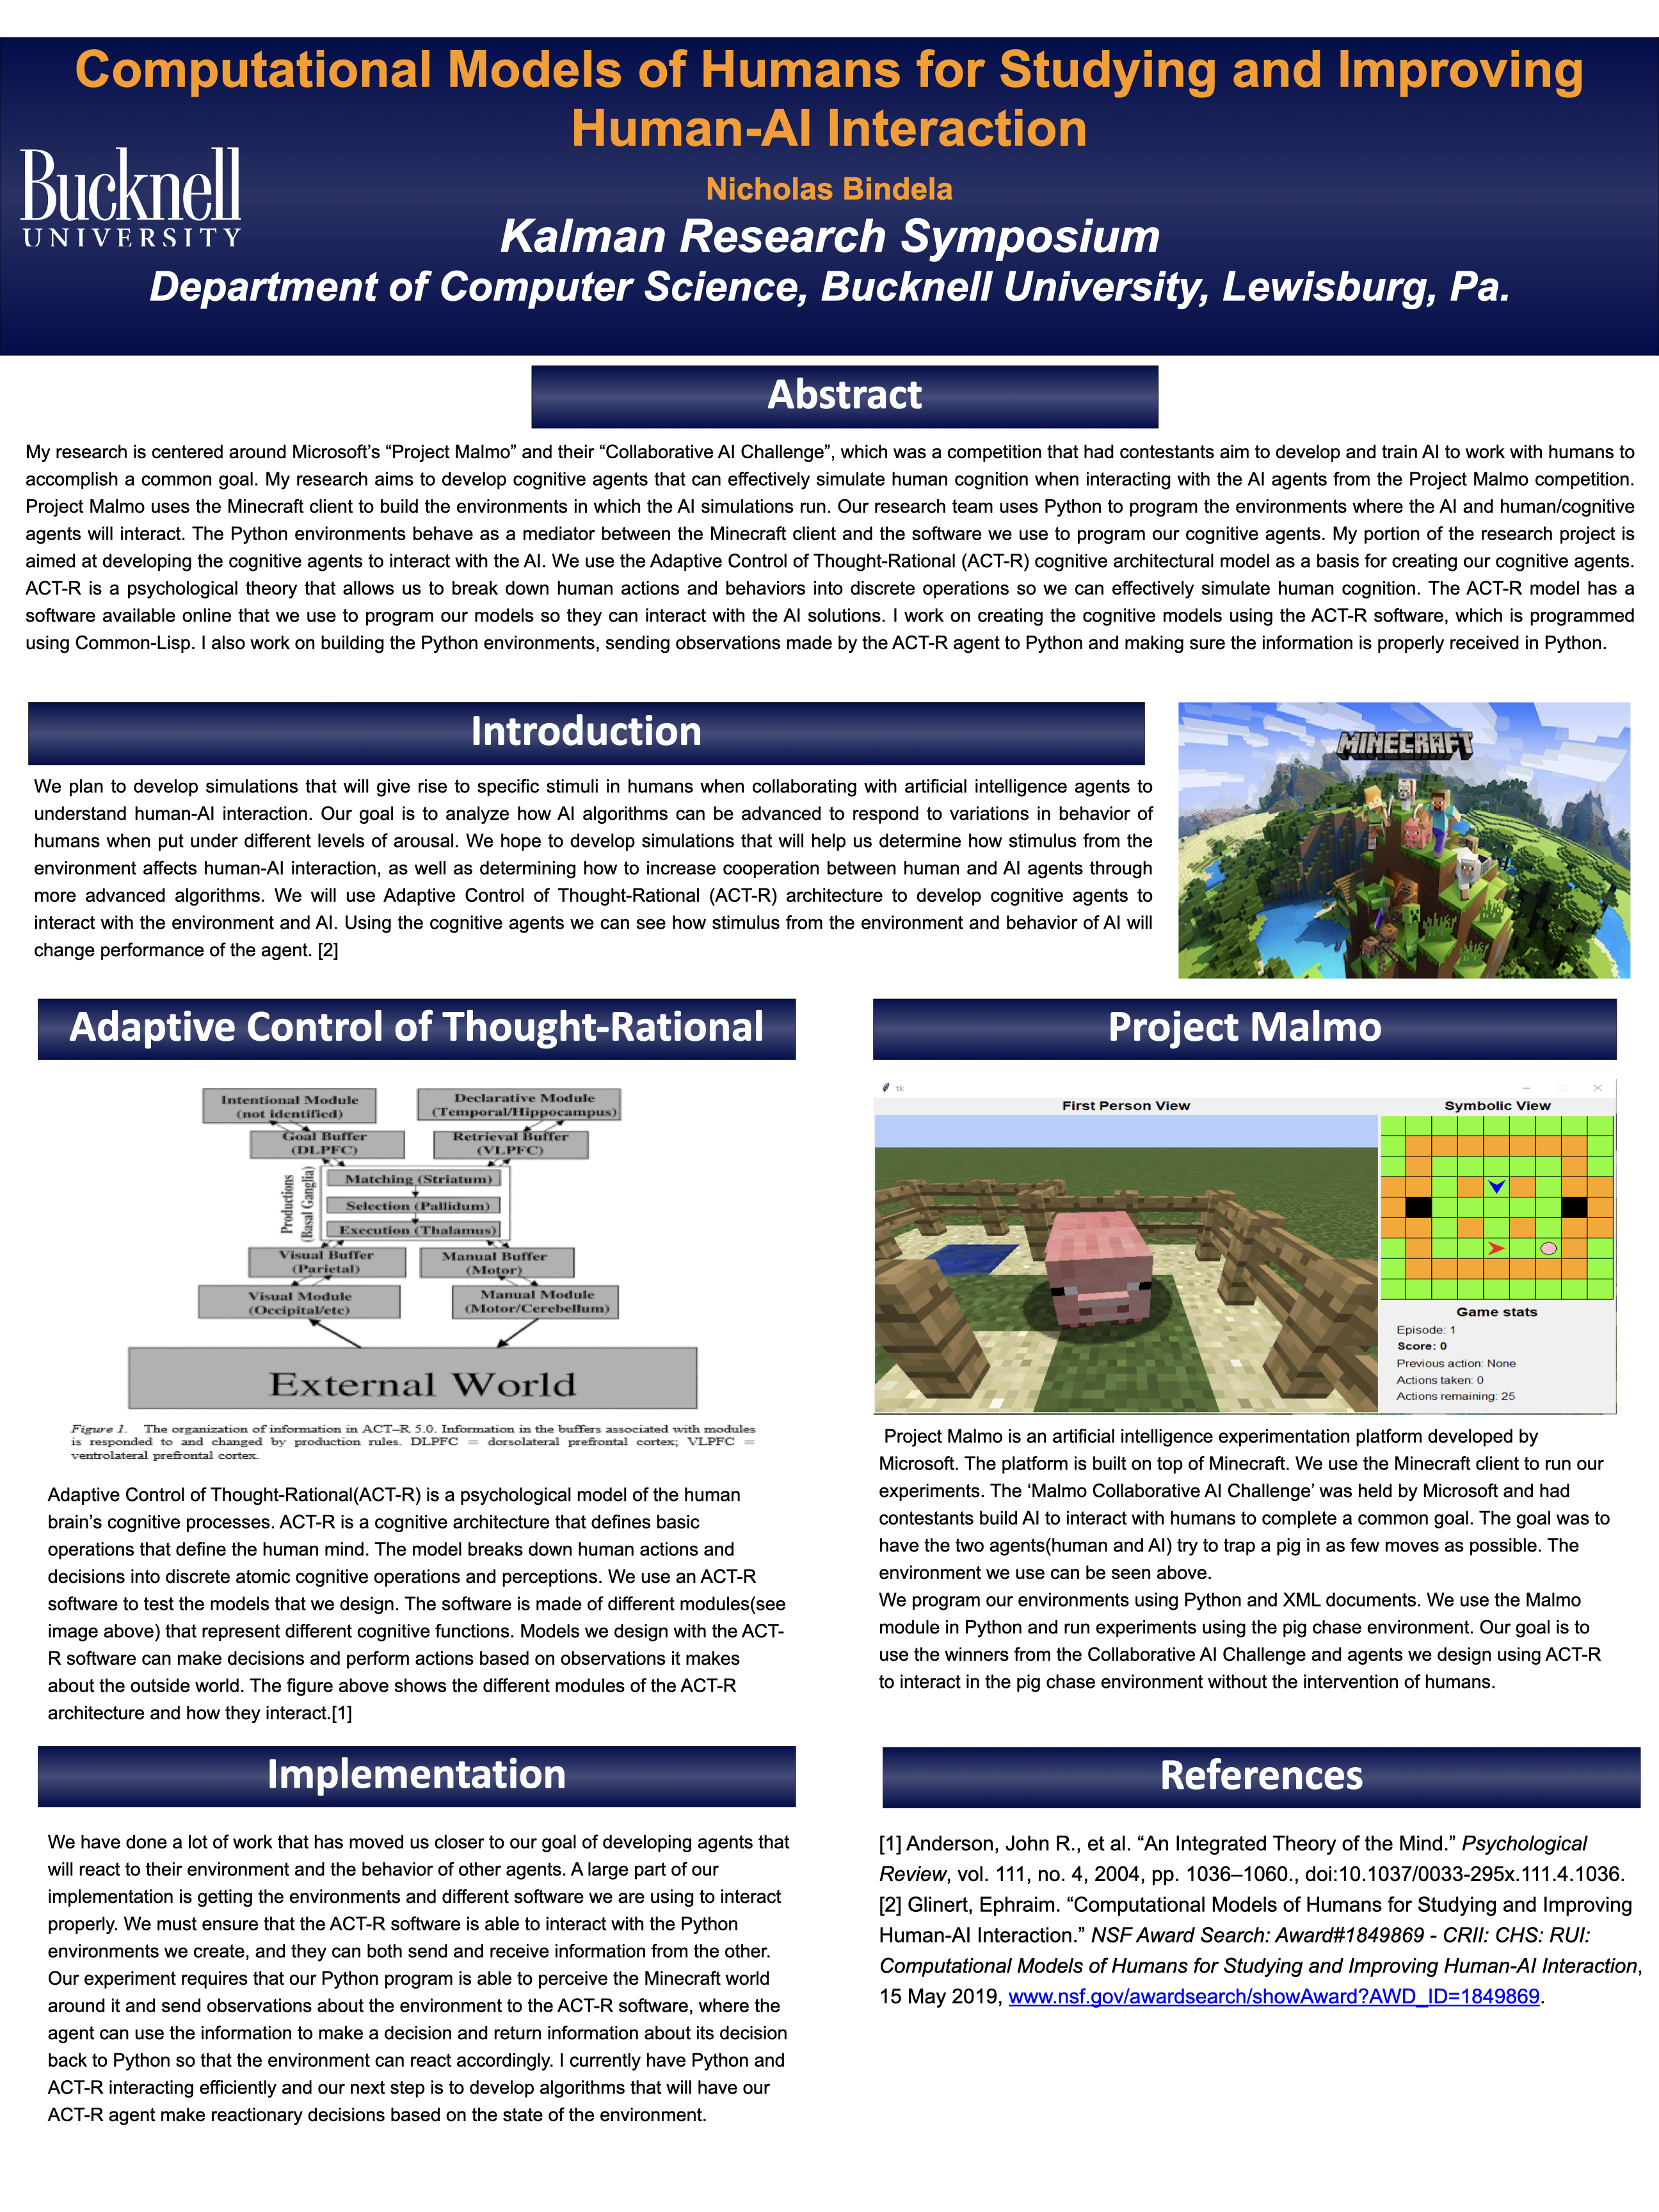 Computational Models of Humans for Studying and Improving
Human-AI Interaction
Nicholas Bindela
Bucknell
UNIVERSITY
Kalman Research Symposium
Department of Computer Science, Bucknell University, Lewisburg, Pa.
Abstract
My research is centered around Microsoft's “Project Malmo” and their “Collaborative AI Challenge”, which was a competition that had contestants aim to develop and train AI to work with humans to
accomplish a common goal. My research aims to develop cognitive agents that can effectively simulate human cognition when interacting with the AI agents from the Project Malmo competition.
Project Malmo uses the Minecraft client to build the environments in which the AI simulations run. Our research team uses Python to program the environments where the AI and human/cognitive
agents will interact. The Python environments behave as a mediator between the Minecraft client and the software we use to program our cognitive agents. My portion of the research project is
aimed at developing the cognitive agents to interact with the AI. We use the Adaptive Control of Thought-Rational (ACT-R) cognitive architectural model as a basis for creating our cognitive agents.
ACT-R is a psychological theory that allows us to break down human actions and behaviors into discrete operations so we can effectively simulate human cognition. The ACT-R model has a
software available online that we use to program our models so they can interact with the AI solutions. I work on creating the cognitive models using the ACT-R software, which is programmed
using Common-Lisp. I also work on building the Python environments, sending observations made by the ACT-R agent to Python and making sure the information is properly received in Python.
Introduction
We plan to develop simulations that will give rise to specific stimuli in humans when collaborating with artificial intelligence agents to
understand human-AI interaction. Our goal is to analyze how AI algorithms can be advanced to respond to variations in behavior of
humans when put under different levels of arousal. We hope to develop simulations that will help us determine how stimulus from the
environment affects human-AI interaction, as well as determining how to increase cooperation between human and AI agents through
more advanced algorithms. We will use Adaptive Control of Thought-Rational (ACT-R) architecture to develop cognitive agents to
interact with the environment and AI. Using the cognitive agents we can see how stimulus from the environment and behavior of AI will
change performance of the agent. [2]
MINECRAFT
Adaptive Control of Thought-Rational
Intentional Module
(not identified)
Declarative Module
(Temporal/Hippocampus)
Goal Buffer
(DLPFC)
Retrieval Buffer
(VLPFC)
Productions
(Basal Ganglia)
Matching (Striatum)
Selection (Pallidum)
Execution (Thalamus)
Visual Buffer
(Parietal)
Manual Buffer
(Motor)
Visual Module
(Occipital/etc)
Manual Module
(Motor/Cerebellum)
External World
Figure 1. The organization of information in ACT–R 5.0. Information in the buffers associated with modules
is responded to and changed by production rules. DLPFC = dorsolateral prefrontal cortex; VLPFC =
ventrolateral prefrontal cortex.
Adaptive Control of Thought-Rational(ACT-R) is a psychological model of the human
brain's cognitive processes. ACT-R is a cognitive architecture that defines basic
operations that define the human mind. The model breaks down human actions and
decisions into discrete atomic cognitive operations and perceptions. We use an ACT-R
software to test the models that we design. The software is made of different modules(see
image above) that represent different cognitive functions. Models we design with the ACT-
R software can make decisions and perform actions based on observations it makes
about the outside world. The figure above shows the different modules of the ACT-R
architecture and how they interact.[1]
Project Malmo
tk
First Person View
Symbolic View
Game stats
Episode: 1
Score: 0
Previous action: None
Actions taken: 0
Actions remaining: 25
Project Malmo is an artificial intelligence experimentation platform developed by
Microsoft. The platform is built on top of Minecraft. We use the Minecraft client to run our
experiments. The ‘Malmo Collaborative AI Challenge’ was held by Microsoft and had
contestants build AI to interact with humans to complete a common goal. The goal was to
have the two agents(human and AI) try to trap a pig in as few moves as possible. The
environment we use can be seen above.
We program our environments using Python and XML documents. We use the Malmo
module in Python and run experiments using the pig chase environment. Our goal is to
use the winners from the Collaborative AI Challenge and agents we design using ACT-R
to interact in the pig chase environment without the intervention of humans.
Implementation
We have done a lot of work that has moved us closer to our goal of developing agents that
will react to their environment and the behavior of other agents. A large part of our
implementation is getting the environments and different software we are using to interact
properly. We must ensure that the ACT-R software is able to interact with the Python
environments we create, and they can both send and receive information from the other.
Our experiment requires that our Python program is able to perceive the Minecraft world
around it and send observations about the environment to the ACT-R software, where the
agent can use the information to make a decision and return information about its decision
back to Python so that the environment can react accordingly. I currently have Python and
ACT-R interacting efficiently and our next step is to develop algorithms that will have our
ACT-R agent make reactionary decisions based on the state of the environment.
References
[1] Anderson, John R., et al. “An Integrated Theory of the Mind.” Psychological
Review, vol. 111, no. 4, 2004, pp. 1036–1060., doi:10.1037/0033-295x.111.4.1036.
[2] Glinert, Ephraim. “Computational Models of Humans for Studying and Improving
Human-AI Interaction.” NSF Award Search: Award#1849869 - CRII: CHS: RUI:
Computational Models of Humans for Studying and Improving Human-AI Interaction,
15 May 2019, www.nsf.gov/awardsearch/showAward?AWD_ID=1849869.